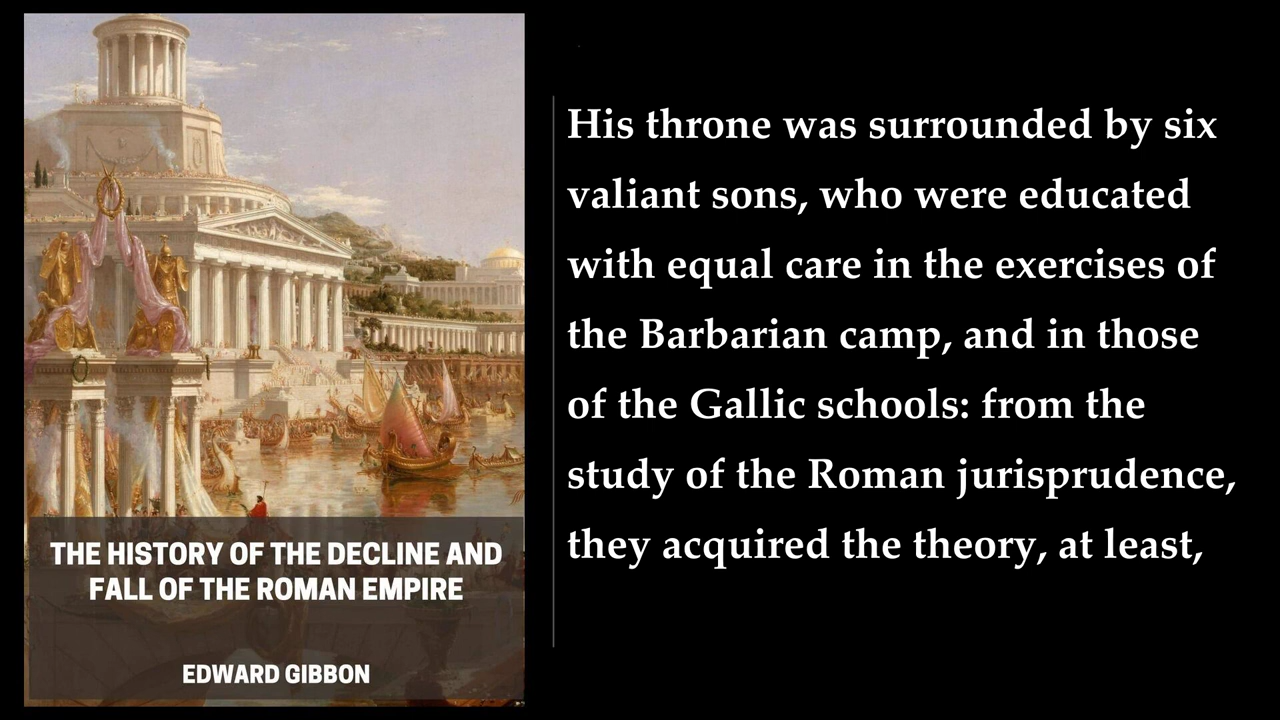 THE HISTORY OF THE DECLINE AND
FALL OF THE ROMAN EMPIRE
EDWARD GIBBON
His throne was surrounded by six
valiant sons, who were educated
with equal care in the exercises of
the Barbarian camp, and in those
of the Gallic schools: from the
study of the Roman jurisprudence,
they acquired the theory, at least,